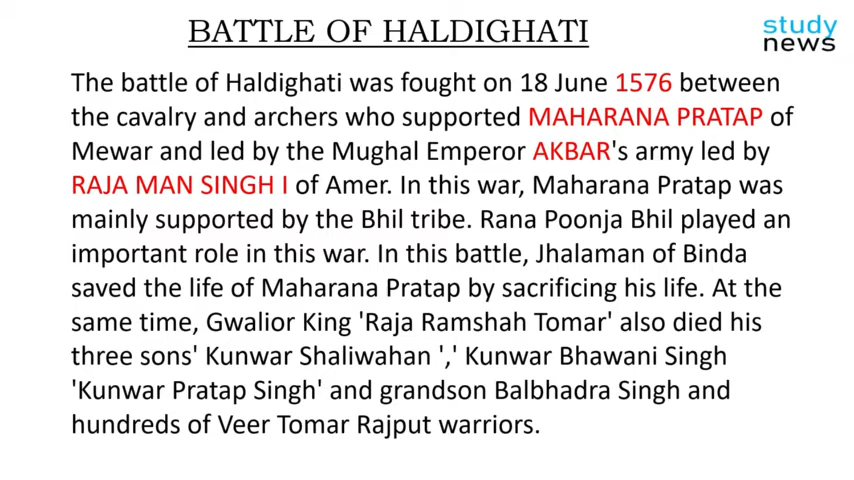 BATTLE OF HALDIGHATI
study
news
The battle of Haldighati was fought on 18 June 1576 between
the cavalry and archers who supported MAHARANA PRATAP of
Mewar and led by the Mughal Emperor AKBAR's army led by
RAJA MAN SINGH I of Amer. In this war, Maharana Pratap was
mainly supported by the Bhil tribe. Rana Poonja Bhil played an
important role in this war. In this battle, Jhalaman of Binda
saved the life of Maharana Pratap by sacrificing his life. At the
same time, Gwalior King 'Raja Ramshah Tomar' also died his
three sons' Kunwar Shaliwahan ',' Kunwar Bhawani Singh
'Kunwar Pratap Singh' and grandson Balbhadra Singh and
hundreds of Veer Tomar Rajput warriors.